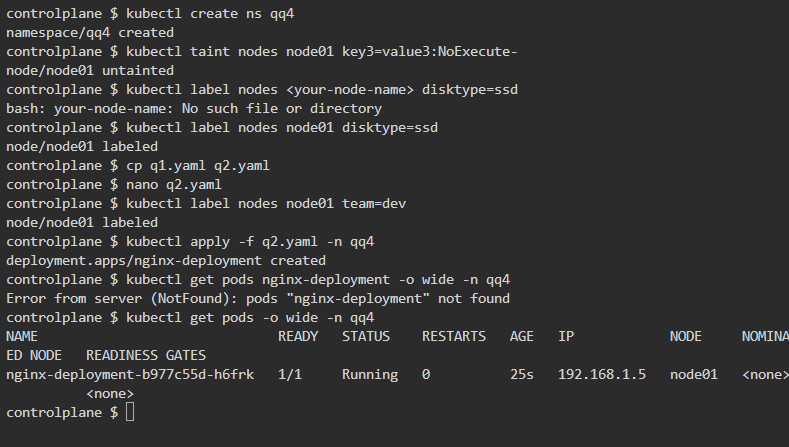 controlplane $ kubectl create ns qq4
namespace/qq4 created
controlplane $ kubectl taint nodes node01 key3=value3:NoExecute-
node/node01 untainted
controlplane $ kubectl label nodes <your-node-name> disktype=ssd
bash: your-node-name: No such file or directory
controlplane $ kubectl label nodes node01 disktype=ssd
node/node01 labeled
controlplane $ cp q1.yaml q2.yaml
controlplane $ nano q2.yaml
controlplane $ kubectl label nodes node01 team=dev
node/node01 labeled
controlplane $ kubectl apply -f q2.yaml -n qq4
deployment.apps/nginx-deployment created
controlplane $ kubectl get pods nginx-deployment -o wide -n qq4
Error from server (NotFound): pods "nginx-deployment" not found
controlplane $ kubectl get pods -o wide -n qq4
NAME                               READY   STATUS    RESTARTS   AGE   IP            NODE     NOMINA
ED NODE   READINESS GATES
nginx-deployment-b977c55d-h6frk   1/1     Running   0          25s   192.168.1.5   node01   <none>
          <none>
controlplane $